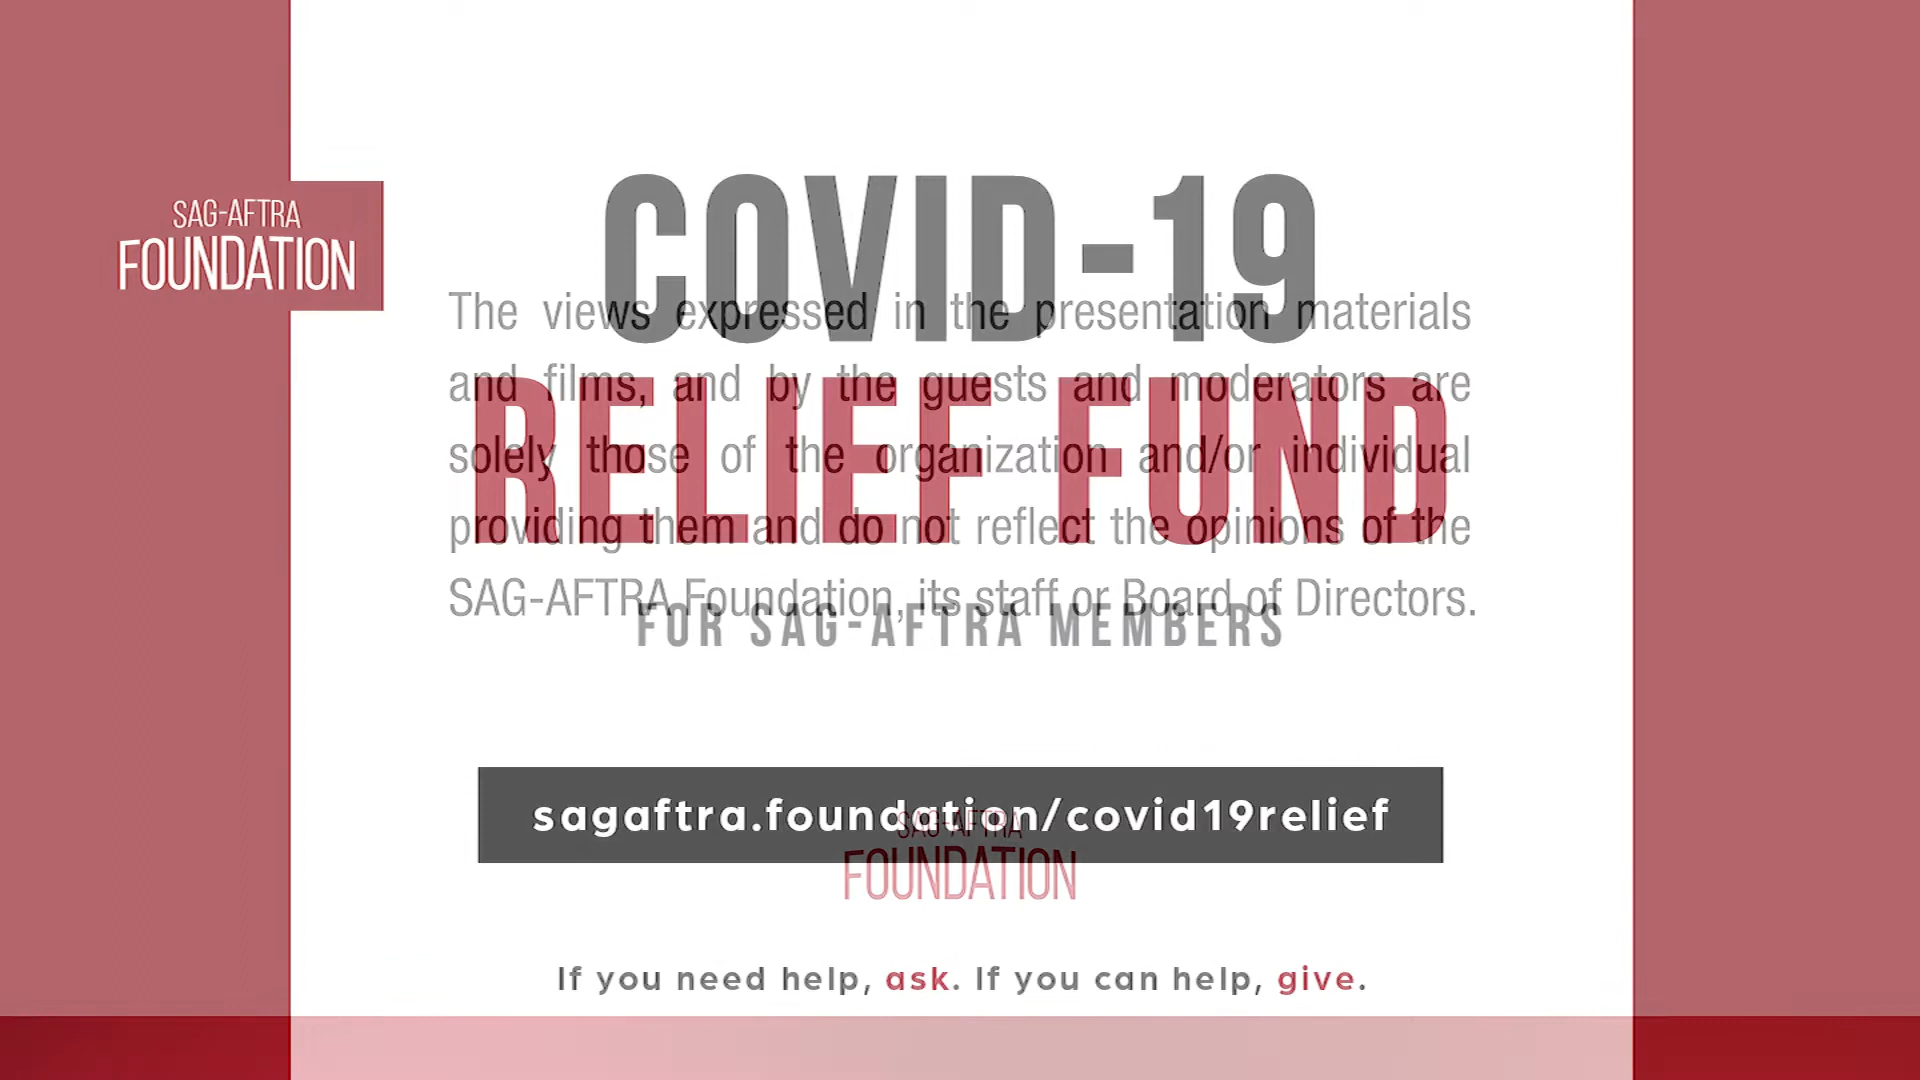 SAG-AFTRA
FOUNDATION
COVID-19
RELIEF FUND
FOR SAG-AFTRA MEMBERS
The views expressed in the presentation materials
and films, and by the guests and moderators are
solely those of the organization and/or individual
providing them and do not reflect the opinions of the
SAG-AFTRA Foundation, its staff or Board of Directors.
sagaftra.foundation/covid19relief
SAG-AFTRA
FOUNDATION
If you need help, ask. If you can help, give.